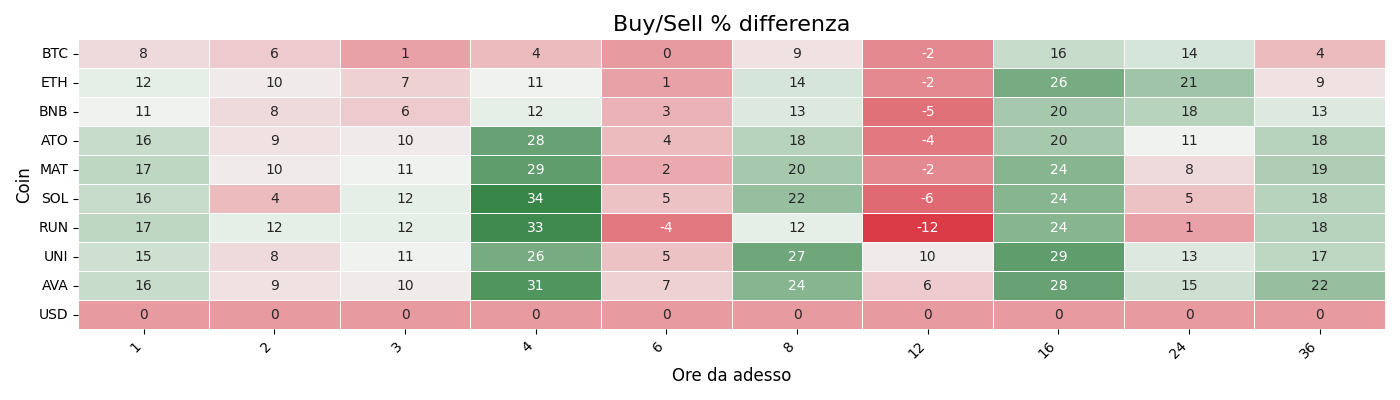 Buy/Sell % differenza
Coin
BTC 8 6 1 4 0 9 -2 16 14 4
ETH 12 10 7 11 1 14 -2 26 21 9
BNB 11 8 6 12 3 13 -5 20 18 13
ATO 16 9 10 28 4 18 -4 20 11 18
MAT 17 10 11 29 2 20 -2 24 8 19
SOL 16 4 12 34 5 22 -6 24 5 18
RUN 17 12 12 33 -4 12 -12 24 1 18
UNI 15 8 11 26 5 27 10 29 13 17
AVA 16 9 10 31 7 24 6 28 15 22
USD 0 0 0 0 0 0 0 0 0 0
1 2 3 4 6 8 12 16 24 36
Ore da adesso